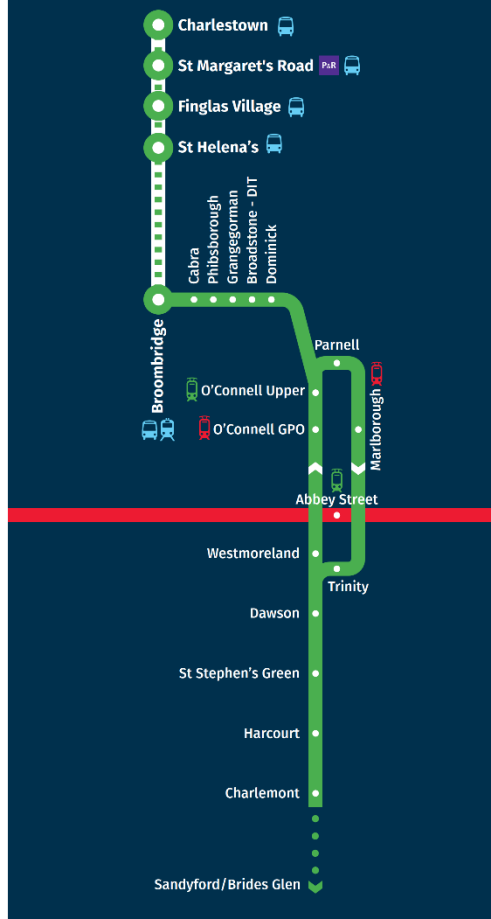 Charlestown
St Margaret's Road P&R
Finglas Village
St Helena's
Cabra
Phibsborough
Grangegorman
Broadstone - DIT
Dominick
Broombridge
Parnell
O'Connell Upper
O'Connell GPO
Marlborough
Abbey Street
Westmoreland
Trinity
Dawson
St Stephen's Green
Harcourt
Charlemont
Sandyford/Brides Glen